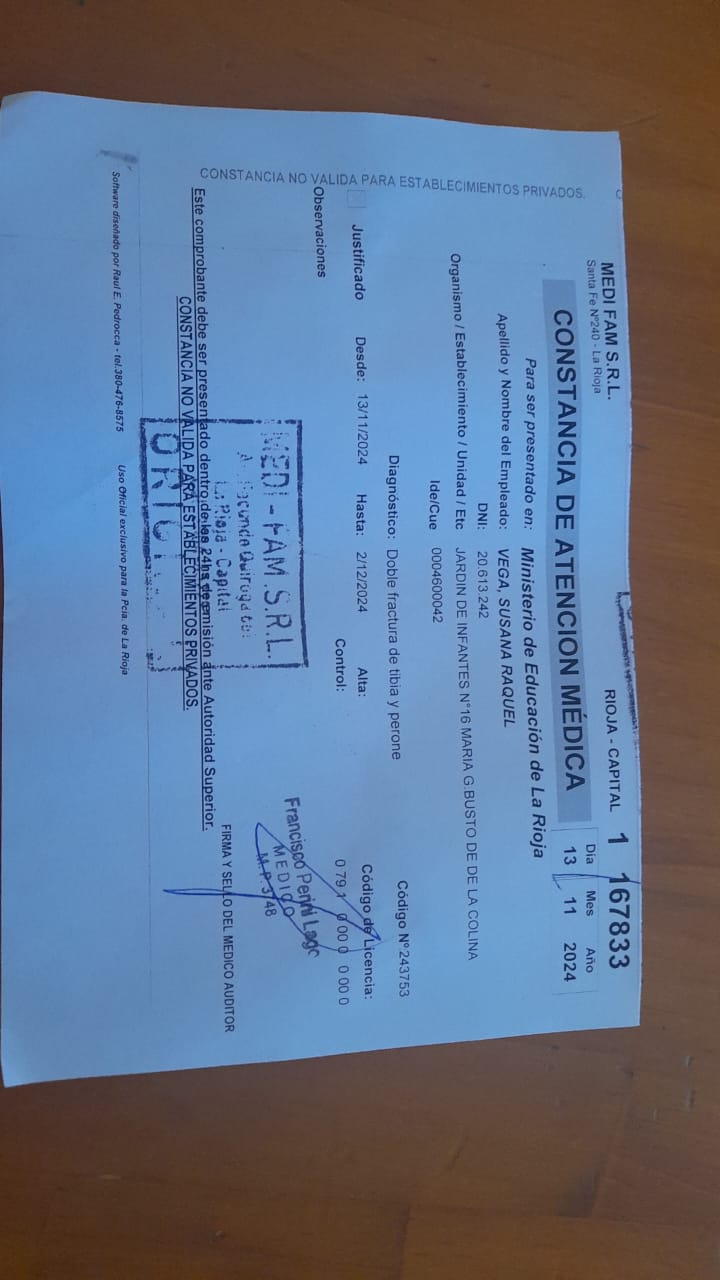 MEDI FAM S.R.L.
Santa Fe Nº240 - La Rioja
RIOJA - CAPITAL 1 167833
CONSTANCIA DE ATENCION MÉDICA
Día Mes Año
13 11 2024
Para ser presentado en: Ministerio de Educación de La Rioja
Apellido y Nombre del Empleado: VEGA, SUSANA RAQUEL
DNI: 20.613.242
Organismo / Establecimiento / Unidad / Etc JARDIN DE INFANTES N°16 MARIA G.BUSTO DE DE LA COLINA
Ide/Cue 0004600042
Código Nº 243753
Diagnóstico: Doble fractura de tibia y perone
Código de Licencia:
Justificado Desde: 13/11/2024 Hasta: 2/12/2024 Alta:
Control: 0 79 1 0 00 0 0 00 0
Observaciones
MEDI - FAM.S.R.L.
La Rioja - Capital
Francisco Perini
MEDICO
FIRMA Y SELLO DEL MEDICO AUDITOR
Este comprobante debe ser presentado dentro de las 24hs de emisión ante Autoridad Superior.
CONSTANCIA NO VALIDA PARA ESTABLECIMIENTOS PRIVADOS.
Software diseñado por Raul E. Pedrocca - tel.380-476-8575 Uso Oficial exclusivo para la Pcia. de La Rioja
CONSTANCIA NO VALIDA PARA ESTABLECIMIENTOS PRIVADOS.